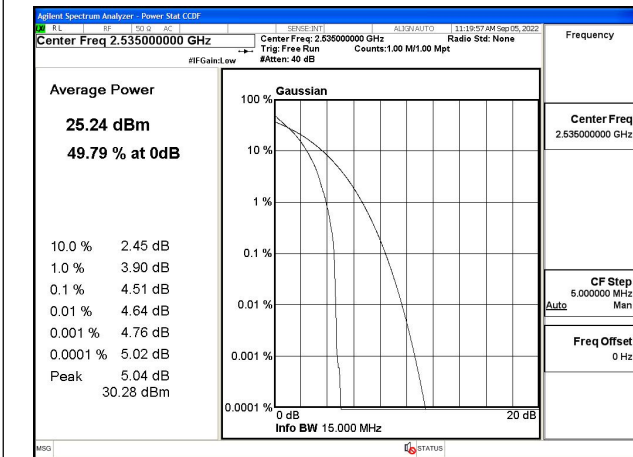 Agilent Spectrum Analyzer - Power Stat CCDF
RL RF 50 Ω AC SENSE:INT ALIGN AUTO 11:19:57 AM Sep 05, 2022
Center Freq 2.535000000 GHz
Center Freq: 2.535000000 GHz Radio Std: None
Trig: Free Run Counts:1.00 M/1.00 Mpt
#IFGain:Low #Atten: 40 dB
Frequency
Average Power
25.24 dBm
49.79 % at 0dB
10.0 % 2.45 dB
1.0 % 3.90 dB
0.1 % 4.51 dB
0.01 % 4.64 dB
0.001 % 4.76 dB
0.0001 % 5.02 dB
Peak 5.04 dB
30.28 dBm
Gaussian
100 %
10 %
1 %
0.1 %
0.01 %
0.001 %
0.0001 %
0 dB 20 dB
Info BW 15.000 MHz
Center Freq
2.535000000 GHz
CF Step
5.000000 MHz
Auto Man
Freq Offset
0 Hz
MSG STATUS